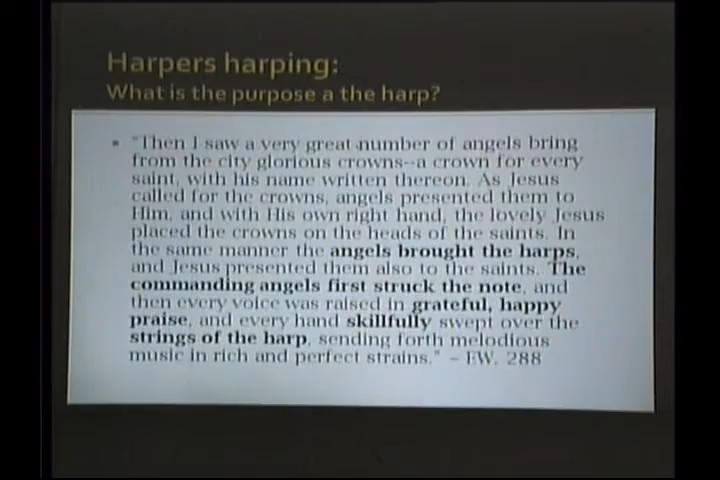 Harpers harping:
What is the purpose a the harp?
"Then I saw a very great number of angels bring
from the city glorious crowns--a crown for every
saint, with his name written thereon. As Jesus
called for the crowns, angels presented them to
Him, and with His own right hand, the lovely Jesus
placed the crowns on the heads of the saints. In
the same manner the angels brought the harps,
and Jesus presented them also to the saints. The
commanding angels first struck the note, and
then every voice was raised in grateful, happy
praise, and every hand skillfully swept over the
strings of the harp, sending forth melodious
music in rich and perfect strains." – EW. 288